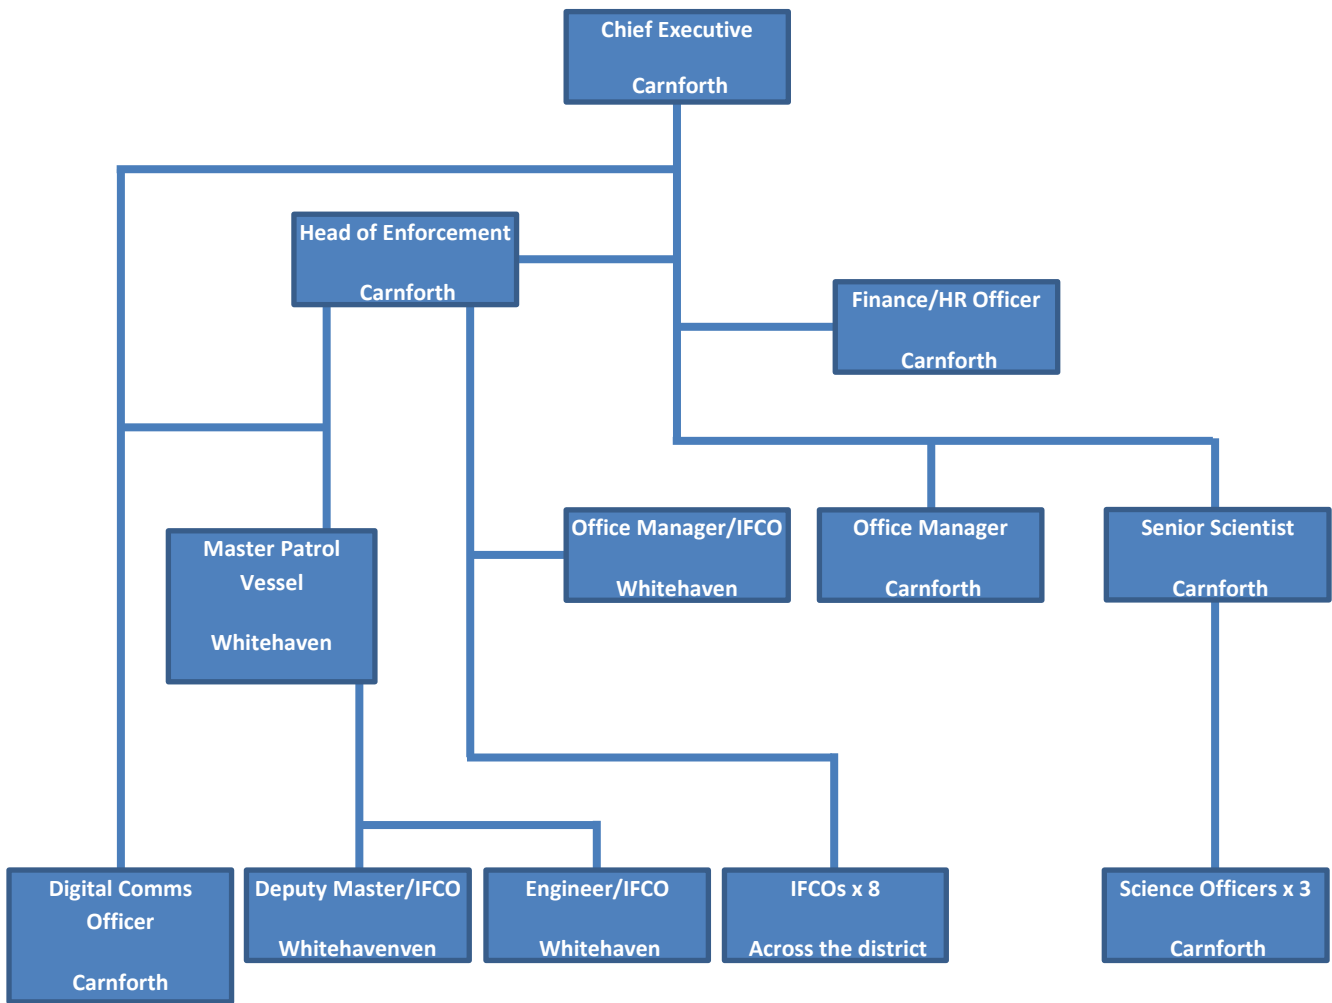 Chief Executive
Carnforth
Head of Enforcement
Carnforth
Finance/HR Officer
Carnforth
Master Patrol
Vessel
Whitehaven
Office Manager/IFCO
Whitehaven
Office Manager
Carnforth
Senior Scientist
Carnforth
Digital Comms
Officer
Carnforth
Deputy Master/IFCO
Whitehavenven
Engineer/IFCO
Whitehaven
IFCOs x 8
Across the district
Science Officers x 3
Carnforth